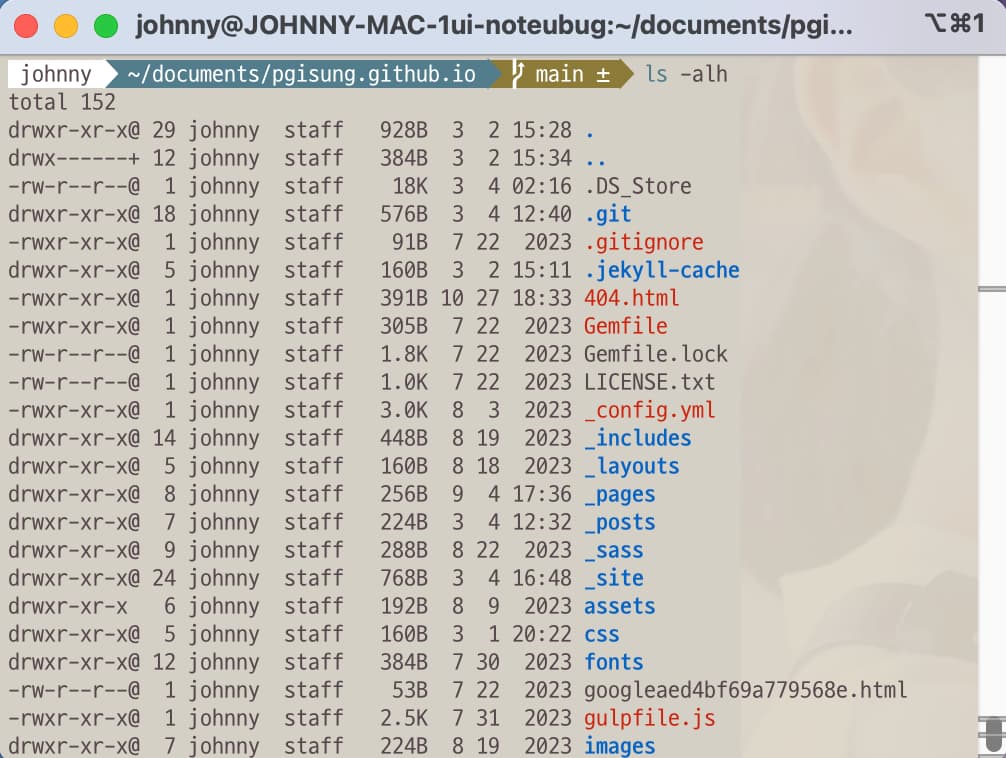 johnny@JOHNNY-MAC-1ui-noteubug:~/documents/pgi... ⌥⌘1
johnny ~/documents/pgisung.github.io main ± ls -alh
total 152
drwxr-xr-x@ 29 johnny staff 928B 3 2 15:28 .
drwx------+ 12 johnny staff 384B 3 2 15:34 ..
-rw-r--r--@ 1 johnny staff 18K 3 4 02:16 .DS_Store
drwxr-xr-x@ 18 johnny staff 576B 3 4 12:40 .git
-rwxr-xr-x@ 1 johnny staff 91B 7 22 2023 .gitignore
drwxr-xr-x@ 5 johnny staff 160B 3 2 15:11 .jekyll-cache
-rwxr-xr-x@ 1 johnny staff 391B 10 27 18:33 404.html
-rwxr-xr-x@ 1 johnny staff 305B 7 22 2023 Gemfile
-rw-r--r--@ 1 johnny staff 1.8K 7 22 2023 Gemfile.lock
-rw-r--r--@ 1 johnny staff 1.0K 7 22 2023 LICENSE.txt
-rwxr-xr-x@ 1 johnny staff 3.0K 8 3 2023 _config.yml
drwxr-xr-x@ 14 johnny staff 448B 8 19 2023 _includes
drwxr-xr-x@ 5 johnny staff 160B 8 18 2023 _layouts
drwxr-xr-x@ 8 johnny staff 256B 9 4 17:36 _pages
drwxr-xr-x@ 7 johnny staff 224B 3 4 12:32 _posts
drwxr-xr-x@ 9 johnny staff 288B 8 22 2023 _sass
drwxr-xr-x@ 24 johnny staff 768B 3 4 16:48 _site
drwxr-xr-x 6 johnny staff 192B 8 9 2023 assets
drwxr-xr-x@ 5 johnny staff 160B 3 1 20:22 css
drwxr-xr-x@ 12 johnny staff 384B 7 30 2023 fonts
-rw-r--r--@ 1 johnny staff 53B 7 22 2023 googleaed4bf69a779568e.html
-rwxr-xr-x@ 1 johnny staff 2.5K 7 31 2023 gulpfile.js
drwxr-xr-x@ 7 johnny staff 224B 8 19 2023 images